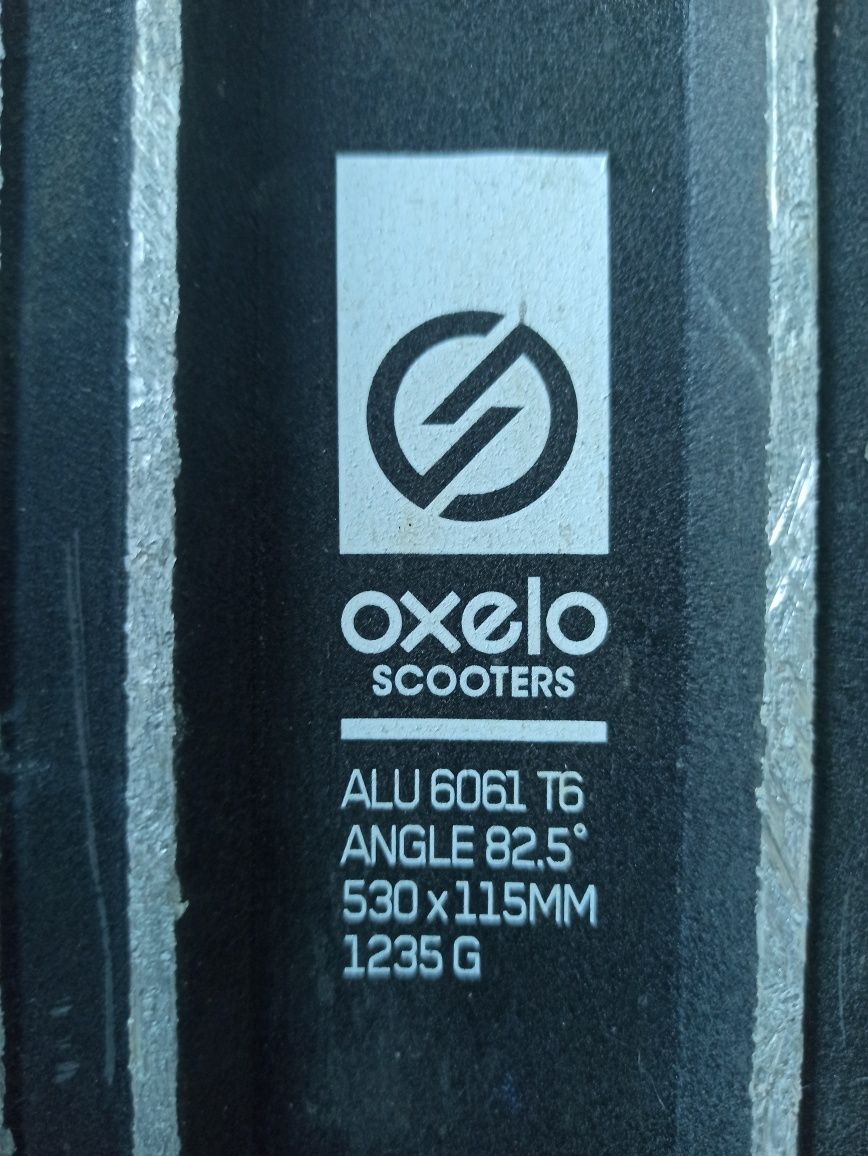 oxelo
SCOOTERS
ALU 6061 T6
ANGLE 82.5°
530 x 115MM
1235 G